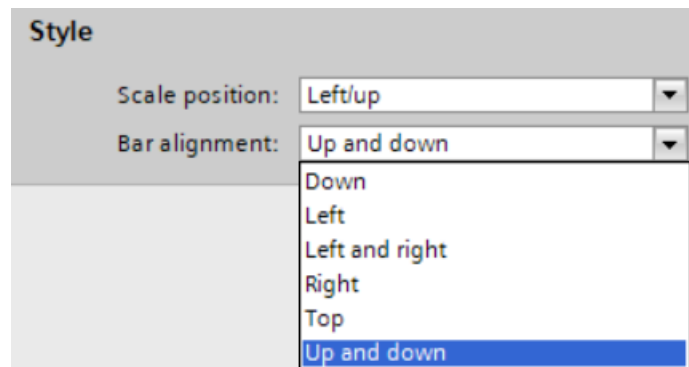 Style
Scale position: Left/up
Bar alignment: Up and down
Down
Left
Left and right
Right
Top
Up and down